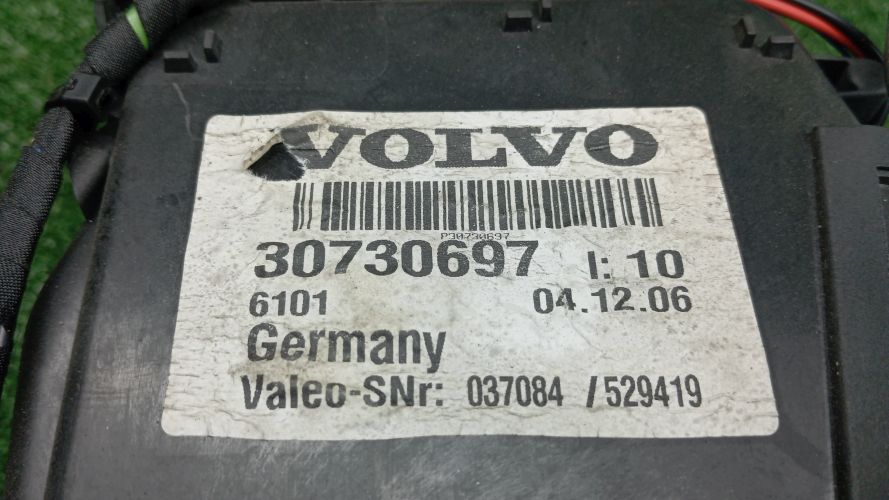 VOLVO
P30730697
30730697 I: 10
6101 04.12.06
Germany
Valeo-SNr: 037084 /529419